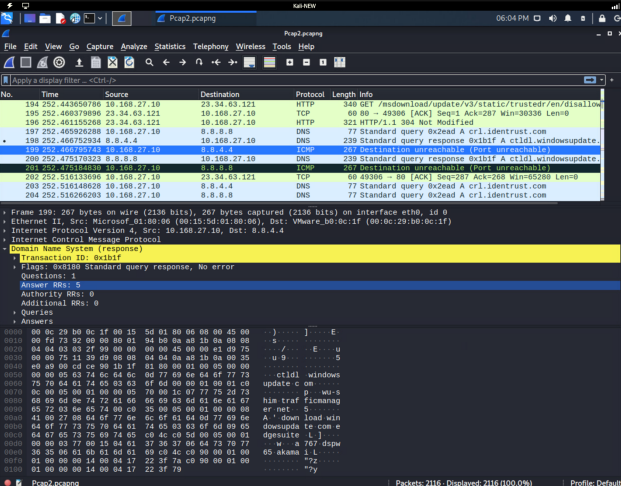 Kali-NEW
Pcap2.pcapng
06:04 PM
Pcap2.pcapng
File Edit View Go Capture Analyze Statistics Telephony Wireless Tools Help
Apply a display filter ... <Ctrl-/>
No. Time Source Destination Protocol Length Info
194 252.443650786 10.168.27.10 23.34.63.121 HTTP 340 GET /msdownload/update/v3/static/trustedr/en/disallow
195 252.460379896 23.34.63.121 10.168.27.10 TCP 60 80 → 49306 [ACK] Seq=1 Ack=287 Win=30336 Len=0
196 252.461155268 23.34.63.121 10.168.27.10 HTTP 321 HTTP/1.1 304 Not Modified
197 252.465926288 10.168.27.10 8.8.8.8 DNS 77 Standard query 0x2ead A crl.identrust.com
198 252.466752934 8.8.4.4 10.168.27.10 DNS 239 Standard query response 0x1b1f A ctldl.windowsupdate.
199 252.466795743 10.168.27.10 8.8.4.4 ICMP 267 Destination unreachable (Port unreachable)
200 252.475170323 8.8.8.8 10.168.27.10 DNS 239 Standard query response 0x1b1f A ctldl.windowsupdate.
201 252.475184830 10.168.27.10 8.8.8.8 ICMP 267 Destination unreachable (Port unreachable)
202 252.516133696 10.168.27.10 23.34.63.121 TCP 60 49306 → 80 [ACK] Seq=287 Ack=268 Win=65280 Len=0
203 252.516148628 10.168.27.10 8.8.4.4 DNS 77 Standard query 0x2ead A crl.identrust.com
204 252.516266203 10.168.27.10 8.8.4.4 DNS 77 Standard query 0x2ead A crl.identrust.com
Frame 199: 267 bytes on wire (2136 bits), 267 bytes captured (2136 bits) on interface eth0, id 0
Ethernet II, Src: Microsof_01:80:06 (00:15:5d:01:80:06), Dst: VMware_b0:0c:1f (00:0c:29:b0:0c:1f)
Internet Protocol Version 4, Src: 10.168.27.10, Dst: 8.8.4.4
Internet Control Message Protocol
Domain Name System (response)
Transaction ID: 0x1b1f
Flags: 0x8180 Standard query response, No error
Questions: 1
Answer RRs: 5
Authority RRs: 0
Additional RRs: 0
Queries
Answers
0000 00 0c 29 b0 0c 1f 00 15 5d 01 80 06 08 00 45 00
0010 00 fd 73 92 00 00 80 01 94 b0 0a a8 1b 0a 08 08
0020 04 04 03 03 2f 99 00 00 00 00 45 00 00 e1 d9 75
0030 00 00 75 11 39 d9 08 08 04 04 0a a8 1b 0a 00 35
0040 e0 a9 00 cd ce 90 1b 1f 81 80 00 01 00 05 00 00
0050 00 00 05 63 74 6c 64 6c 0d 77 69 6e 64 6f 77 73
0060 75 70 64 61 74 65 03 63 6f 6d 00 00 01 00 01 c0
0070 0c 00 05 00 01 00 00 05 70 00 1c 07 77 75 2d 73
0080 68 69 6d 0e 74 72 61 66 66 69 63 6d 61 6e 61 67
0090 65 72 03 6e 65 74 00 c0 35 00 05 00 01 00 00 08
00a0 41 00 27 08 64 6f 77 6e 6c 6f 61 64 0d 77 69 6e
00b0 64 6f 77 73 75 70 64 61 74 65 03 63 6f 6d 09 65
00c0 64 67 65 73 75 69 74 65 c0 4c c0 5d 00 05 00 01
00d0 00 00 03 77 00 15 04 61 37 36 37 06 64 73 70 77
00e0 36 35 06 61 6b 61 6d 61 69 c0 4c c0 90 00 01 00
00f0 01 00 00 00 14 00 04 17 22 3f 7a c0 90 00 01 00
0100 01 00 00 00 14 00 04 17 22 3f 79
Pcap2.pcapng
Packets: 2116 · Displayed: 2116 (100.0%)
Profile: Default